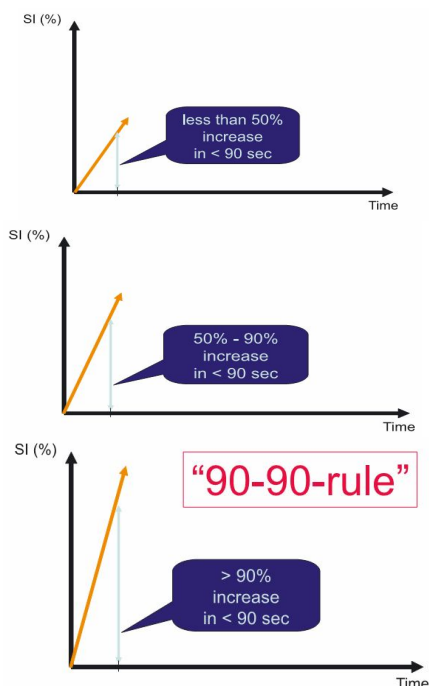 SI (%)
less than 50%
increase
in < 90 sec
Time
SI (%)
50% - 90%
increase
in < 90 sec
Time
SI (%)
“90-90-rule”
> 90%
increase
in < 90 sec
Time